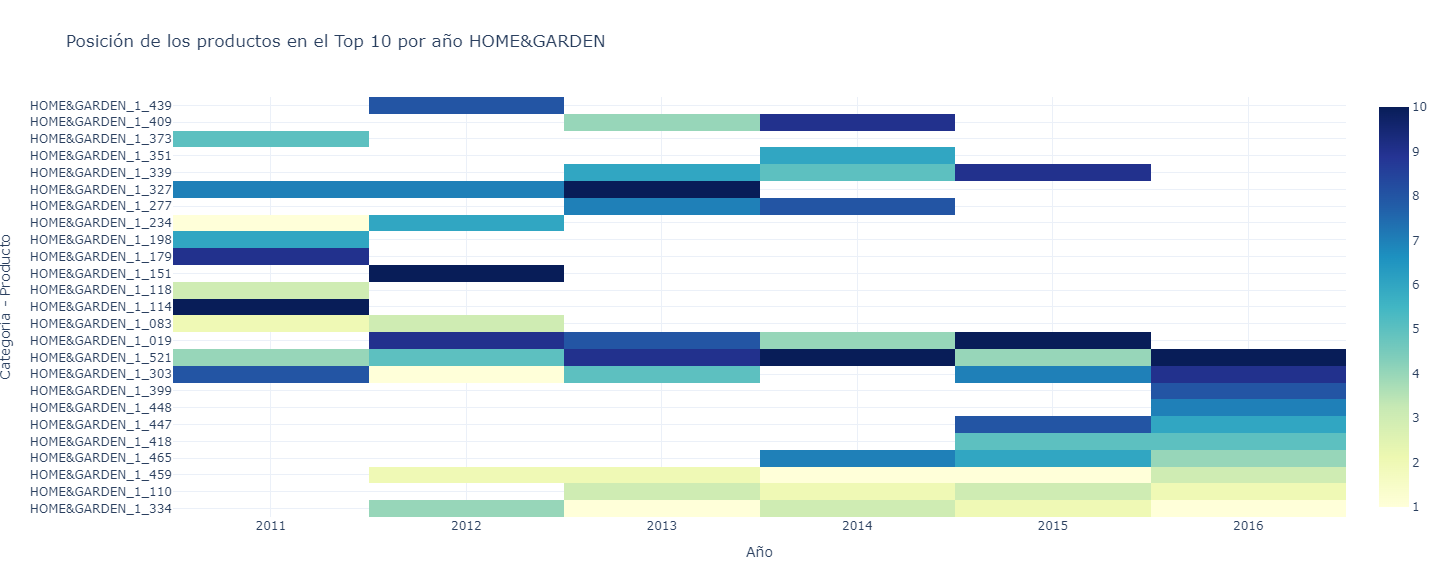 Posición de los productos en el Top 10 por año HOME&GARDEN
Categoria - Producto
HOME&GARDEN_1_439
HOME&GARDEN_1_409
HOME&GARDEN_1_373
HOME&GARDEN_1_351
HOME&GARDEN_1_339
HOME&GARDEN_1_327
HOME&GARDEN_1_277
HOME&GARDEN_1_234
HOME&GARDEN_1_198
HOME&GARDEN_1_179
HOME&GARDEN_1_151
HOME&GARDEN_1_118
HOME&GARDEN_1_114
HOME&GARDEN_1_083
HOME&GARDEN_1_019
HOME&GARDEN_1_521
HOME&GARDEN_1_303
HOME&GARDEN_1_399
HOME&GARDEN_1_448
HOME&GARDEN_1_447
HOME&GARDEN_1_418
HOME&GARDEN_1_465
HOME&GARDEN_1_459
HOME&GARDEN_1_110
HOME&GARDEN_1_334
2011 2012 2013 2014 2015 2016
Año
10
9
8
7
6
5
4
3
2
1